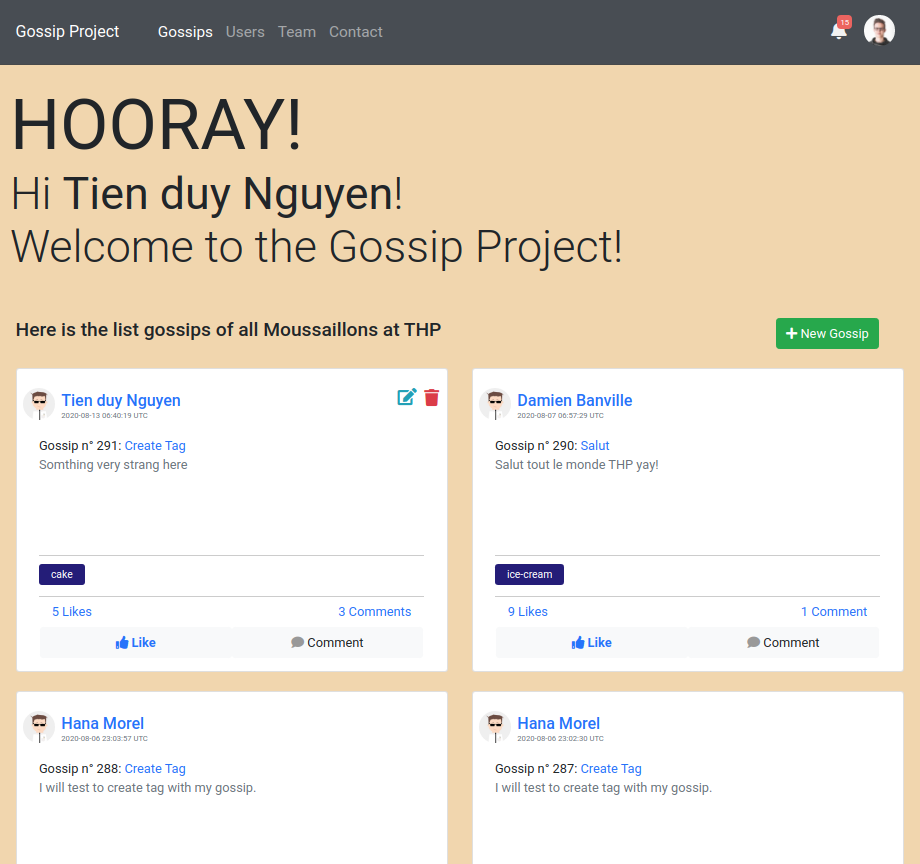 Gossip Project Gossips Users Team Contact 15
HOORAY!
Hi Tien duy Nguyen!
Welcome to the Gossip Project!
Here is the list gossips of all Moussaillons at THP
New Gossip
Tien duy Nguyen
2020-08-13 06:40:19 UTC
Gossip n° 291: Create Tag
Somthing very strang here
cake
5 Likes 3 Comments
Like Comment
Damien Banville
2020-08-07 06:57:29 UTC
Gossip n° 290: Salut
Salut tout le monde THP yay!
ice-cream
9 Likes 1 Comment
Like Comment
Hana Morel
2020-08-06 23:03:57 UTC
Gossip n° 288: Create Tag
I will test to create tag with my gossip.
Hana Morel
2020-08-06 23:02:30 UTC
Gossip n° 287: Create Tag
I will test to create tag with my gossip.